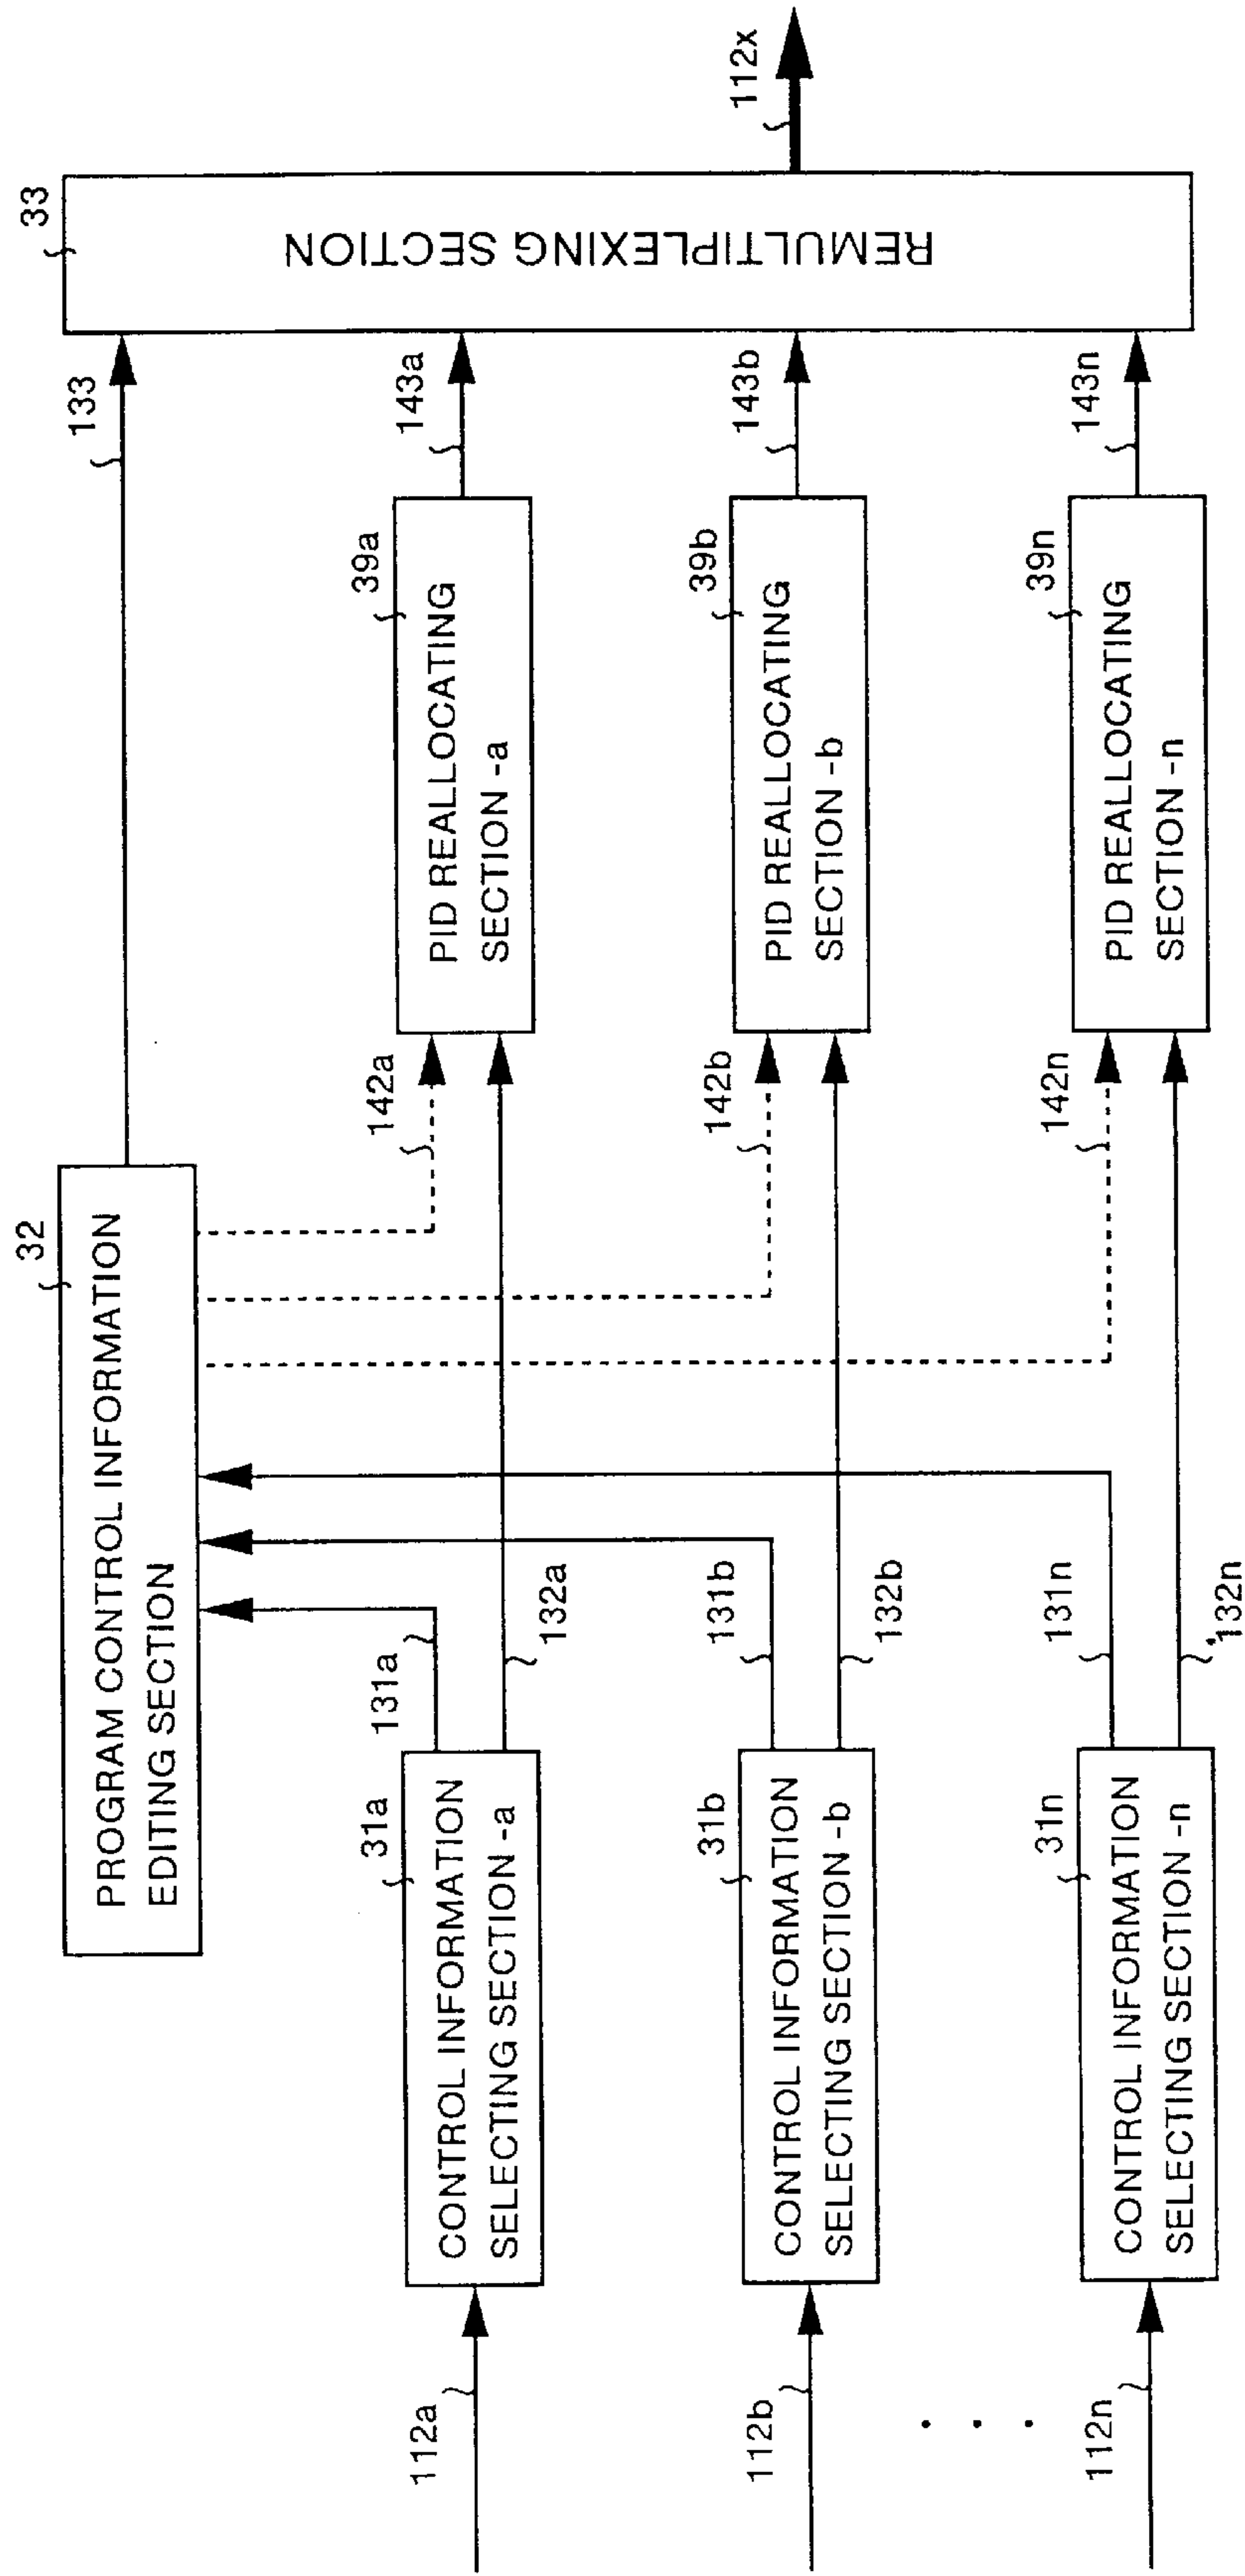 32
PROGRAM CONTROL INFORMATION
EDITING SECTION
133
33
REMULTIPLEXING SECTION
112x
112a
31a
CONTROL INFORMATION
SELECTING SECTION -a
131a
132a
142a
39a
PID REALLOCATING
SECTION -a
143a
112b
31b
CONTROL INFORMATION
SELECTING SECTION -b
131b
132b
142b
39b
PID REALLOCATING
SECTION -b
143b
. . .
112n
31n
CONTROL INFORMATION
SELECTING SECTION -n
131n
132n
142n
39n
PID REALLOCATING
SECTION -n
143n